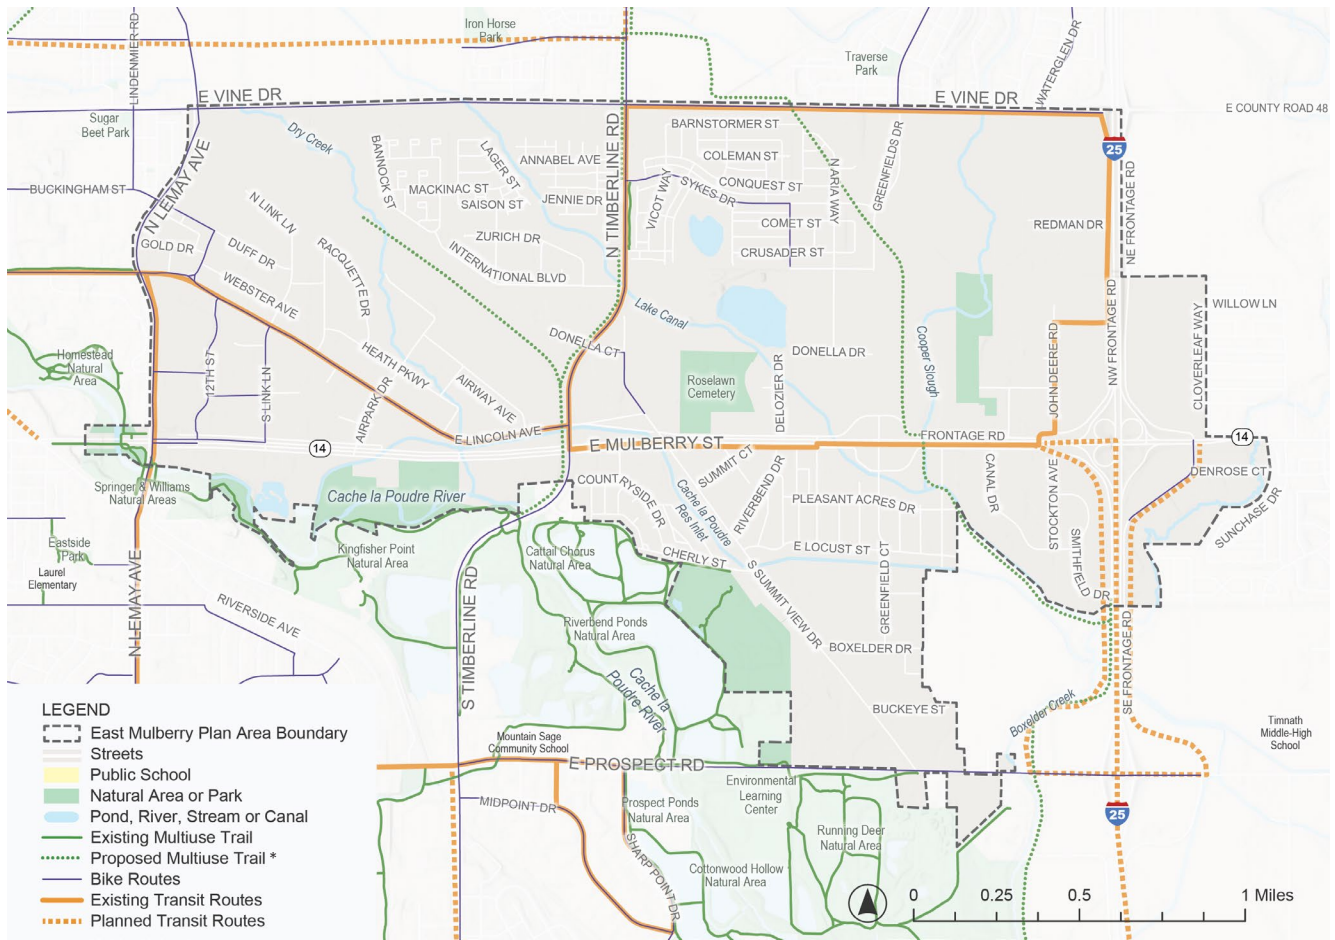 Iron Horse
Park
LINDENMIER RD
Traverse
Park
WATERGLEN DR
E VINE DR
E VINE DR
E COUNTY ROAD 48
Sugar
Beet Park
Dry Creek
BARNSTORMER ST
25
BANNOCK ST
LAGER ST
ANNABEL AVE
COLEMAN ST
N ARIA WAY
GREENFIELDS DR
NE FRONTAGE RD
BUCKINGHAM ST
N LEMAY AVE
MACKINAC ST
SAISON ST
JENNIE DR
N TIMBERLINE RD
VICOT WAY
SYKES DR
CONQUEST ST
N LINK LN
COMET ST
REDMAN DR
GOLD DR
DUFF DR
RACQUETTE DR
ZURICH DR
INTERNATIONAL BLVD
CRUSADER ST
WEBSTER AVE
Lake Canal
WILLOW LN
NW FRONTAGE RD
CLOVERLEAF WAY
JOHN DEERE RD
Cooper Slough
DONELLA CT
DONELLA DR
Homestead
Natural
Area
12TH ST
S LINK LN
HEATH PKWY
AIRWAY AVE
AIRPARK DR
Roselawn
Cemetery
DELOZIER DR
E LINCOLN AVE
14
E MULBERRY ST
FRONTAGE RD
14
Springer & Williams
Natural Areas
Cache la Poudre River
COUNTRYSIDE DR
SUMMIT CT
RIVERBEND DR
Cache la Poudre
Res Inlet
PLEASANT ACRES DR
CANAL DR
STOCKTON AVE
DENROSE CT
SUNCHASE DR
Eastside
Park
Laurel
Elementary
Kingfisher Point
Natural Area
Cattail Chorus
Natural Area
CHERLY ST
E LOCUST ST
SMITHFIELD DR
N LEMAY AVE
RIVERSIDE AVE
S TIMBERLINE RD
Riverbend Ponds
Natural Area
S SUMMIT VIEW DR
GREENFIELD CT
BOXELDER DR
SE FRONTAGE RD
Cache la
Poudre River
BUCKEYE ST
Boxelder Creek
Mountain Sage
Community School
Timnath
Middle-High
School
E PROSPECT RD
Environmental
Learning
Center
MIDPOINT DR
Prospect Ponds
Natural Area
SHARP POINT DR
Running Deer
Natural Area
Cottonwood Hollow
Natural Area
25
LEGEND
East Mulberry Plan Area Boundary
Streets
Public School
Natural Area or Park
Pond, River, Stream or Canal
Existing Multiuse Trail
Proposed Multiuse Trail *
Bike Routes
Existing Transit Routes
Planned Transit Routes
0 0.25 0.5 1 Miles